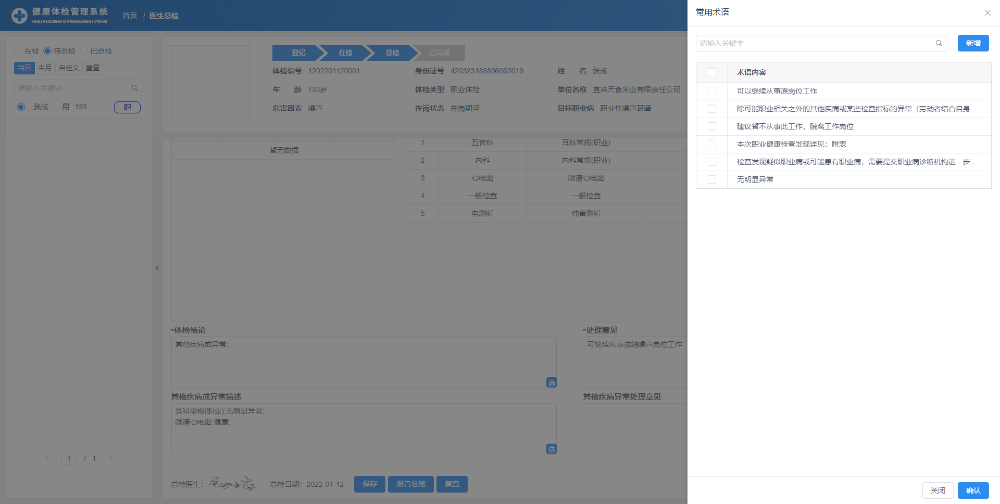 健康体检管理系统
HEALTH EXCMINATION MANAGEMENT SYATEM
首页 / 医生总检
在检 待总检 已总检
当日 当月 自定义 重置
请输入关键字
张成 男 133 职
1 / 1
登记 在检 总检 已完成
体检编号 1202201120001 身份证号 420323188806060019 姓 名 张成
年 龄 133岁 体检类型 职业体检 单位名称 宜宾天食米业有限责任公司
危害因素 噪声 在岗状态 在岗期间 目标职业病 职业性噪声耳聋
暂无数据
1 五官科 耳科常规(职业)
2 内科 内科常规(职业)
3 心电图 频谱心电图
4 一般检查 一般检查
5 电测听 纯音测听
*体检结论
其他疾病或异常:
选
*处理意见
可继续从事接触噪声岗位工作
其他疾病或异常描述
耳科常规(职业):无明显异常;
频谱心电图:健康;
选
其他疾病异常处理意见
总检医生: 总检日期: 2022-01-12 保存 报告总览 复查
常用术语
请输入关键字 新增
术语内容
可以继续从事原岗位工作
除可能职业相关之外的其他疾病或某些检查指标的异常（劳动者结合自身...
建议暂不从事此工作，脱离工作岗位
本次职业健康检查发现详见：附表
检查发现疑似职业病或可能患有职业病，需要提交职业病诊断机构进一步...
无明显异常
关闭 确认